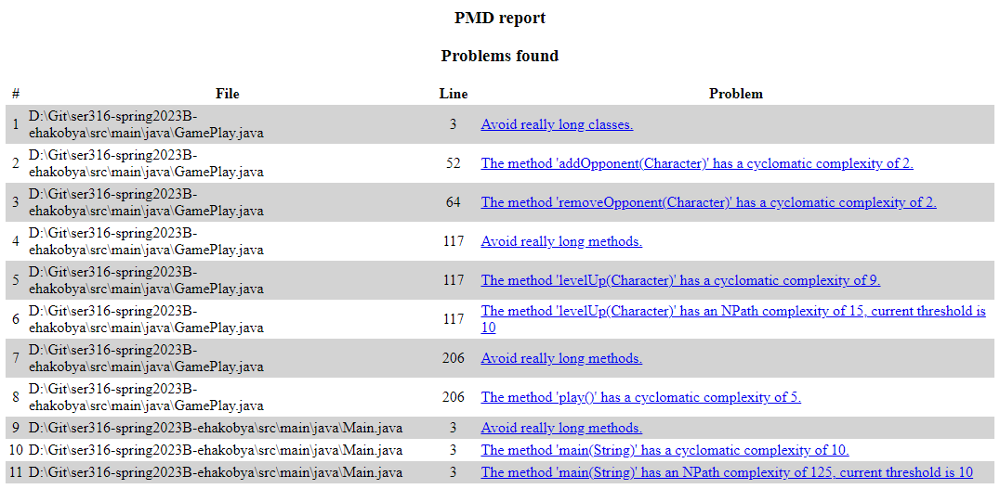 PMD report
Problems found
# File Line Problem
1 D:\Git\ser316-spring2023B-ehakobya\src\main\java\GamePlay.java 3 Avoid really long classes.
2 D:\Git\ser316-spring2023B-ehakobya\src\main\java\GamePlay.java 52 The method 'addOpponent(Character)' has a cyclomatic complexity of 2.
3 D:\Git\ser316-spring2023B-ehakobya\src\main\java\GamePlay.java 64 The method 'removeOpponent(Character)' has a cyclomatic complexity of 2.
4 D:\Git\ser316-spring2023B-ehakobya\src\main\java\GamePlay.java 117 Avoid really long methods.
5 D:\Git\ser316-spring2023B-ehakobya\src\main\java\GamePlay.java 117 The method 'levelUp(Character)' has a cyclomatic complexity of 9.
6 D:\Git\ser316-spring2023B-ehakobya\src\main\java\GamePlay.java 117 The method 'levelUp(Character)' has an NPath complexity of 15, current threshold is 10
7 D:\Git\ser316-spring2023B-ehakobya\src\main\java\GamePlay.java 206 Avoid really long methods.
8 D:\Git\ser316-spring2023B-ehakobya\src\main\java\GamePlay.java 206 The method 'play()' has a cyclomatic complexity of 5.
9 D:\Git\ser316-spring2023B-ehakobya\src\main\java\Main.java 3 Avoid really long methods.
10 D:\Git\ser316-spring2023B-ehakobya\src\main\java\Main.java 3 The method 'main(String)' has a cyclomatic complexity of 10.
11 D:\Git\ser316-spring2023B-ehakobya\src\main\java\Main.java 3 The method 'main(String)' has an NPath complexity of 125, current threshold is 10